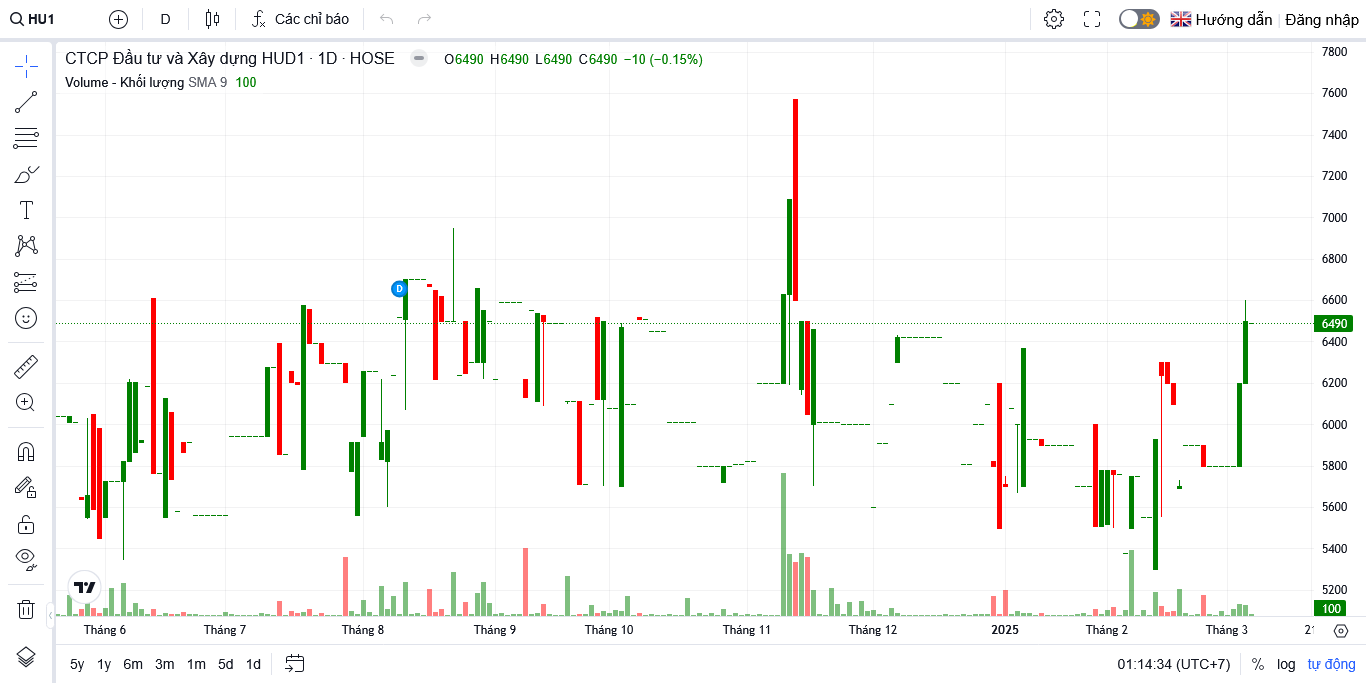 HU1 D Các chỉ báo Hướng dẫn Đăng nhập
CTCP Đầu tư và Xây dựng HUD1 · 1D · HOSE O6490 H6490 L6490 C6490 −10 (−0.15%)
Volume - Khối lượng SMA 9 100
D
7800
7600
7400
7200
7000
6800
6600
6490
6400
6200
6000
5800
5600
5400
5200
100
Tháng 6 Tháng 7 Tháng 8 Tháng 9 Tháng 10 Tháng 11 Tháng 12 2025 Tháng 2 Tháng 3
5y 1y 6m 3m 1m 5d 1d 01:14:34 (UTC+7) % log tự động